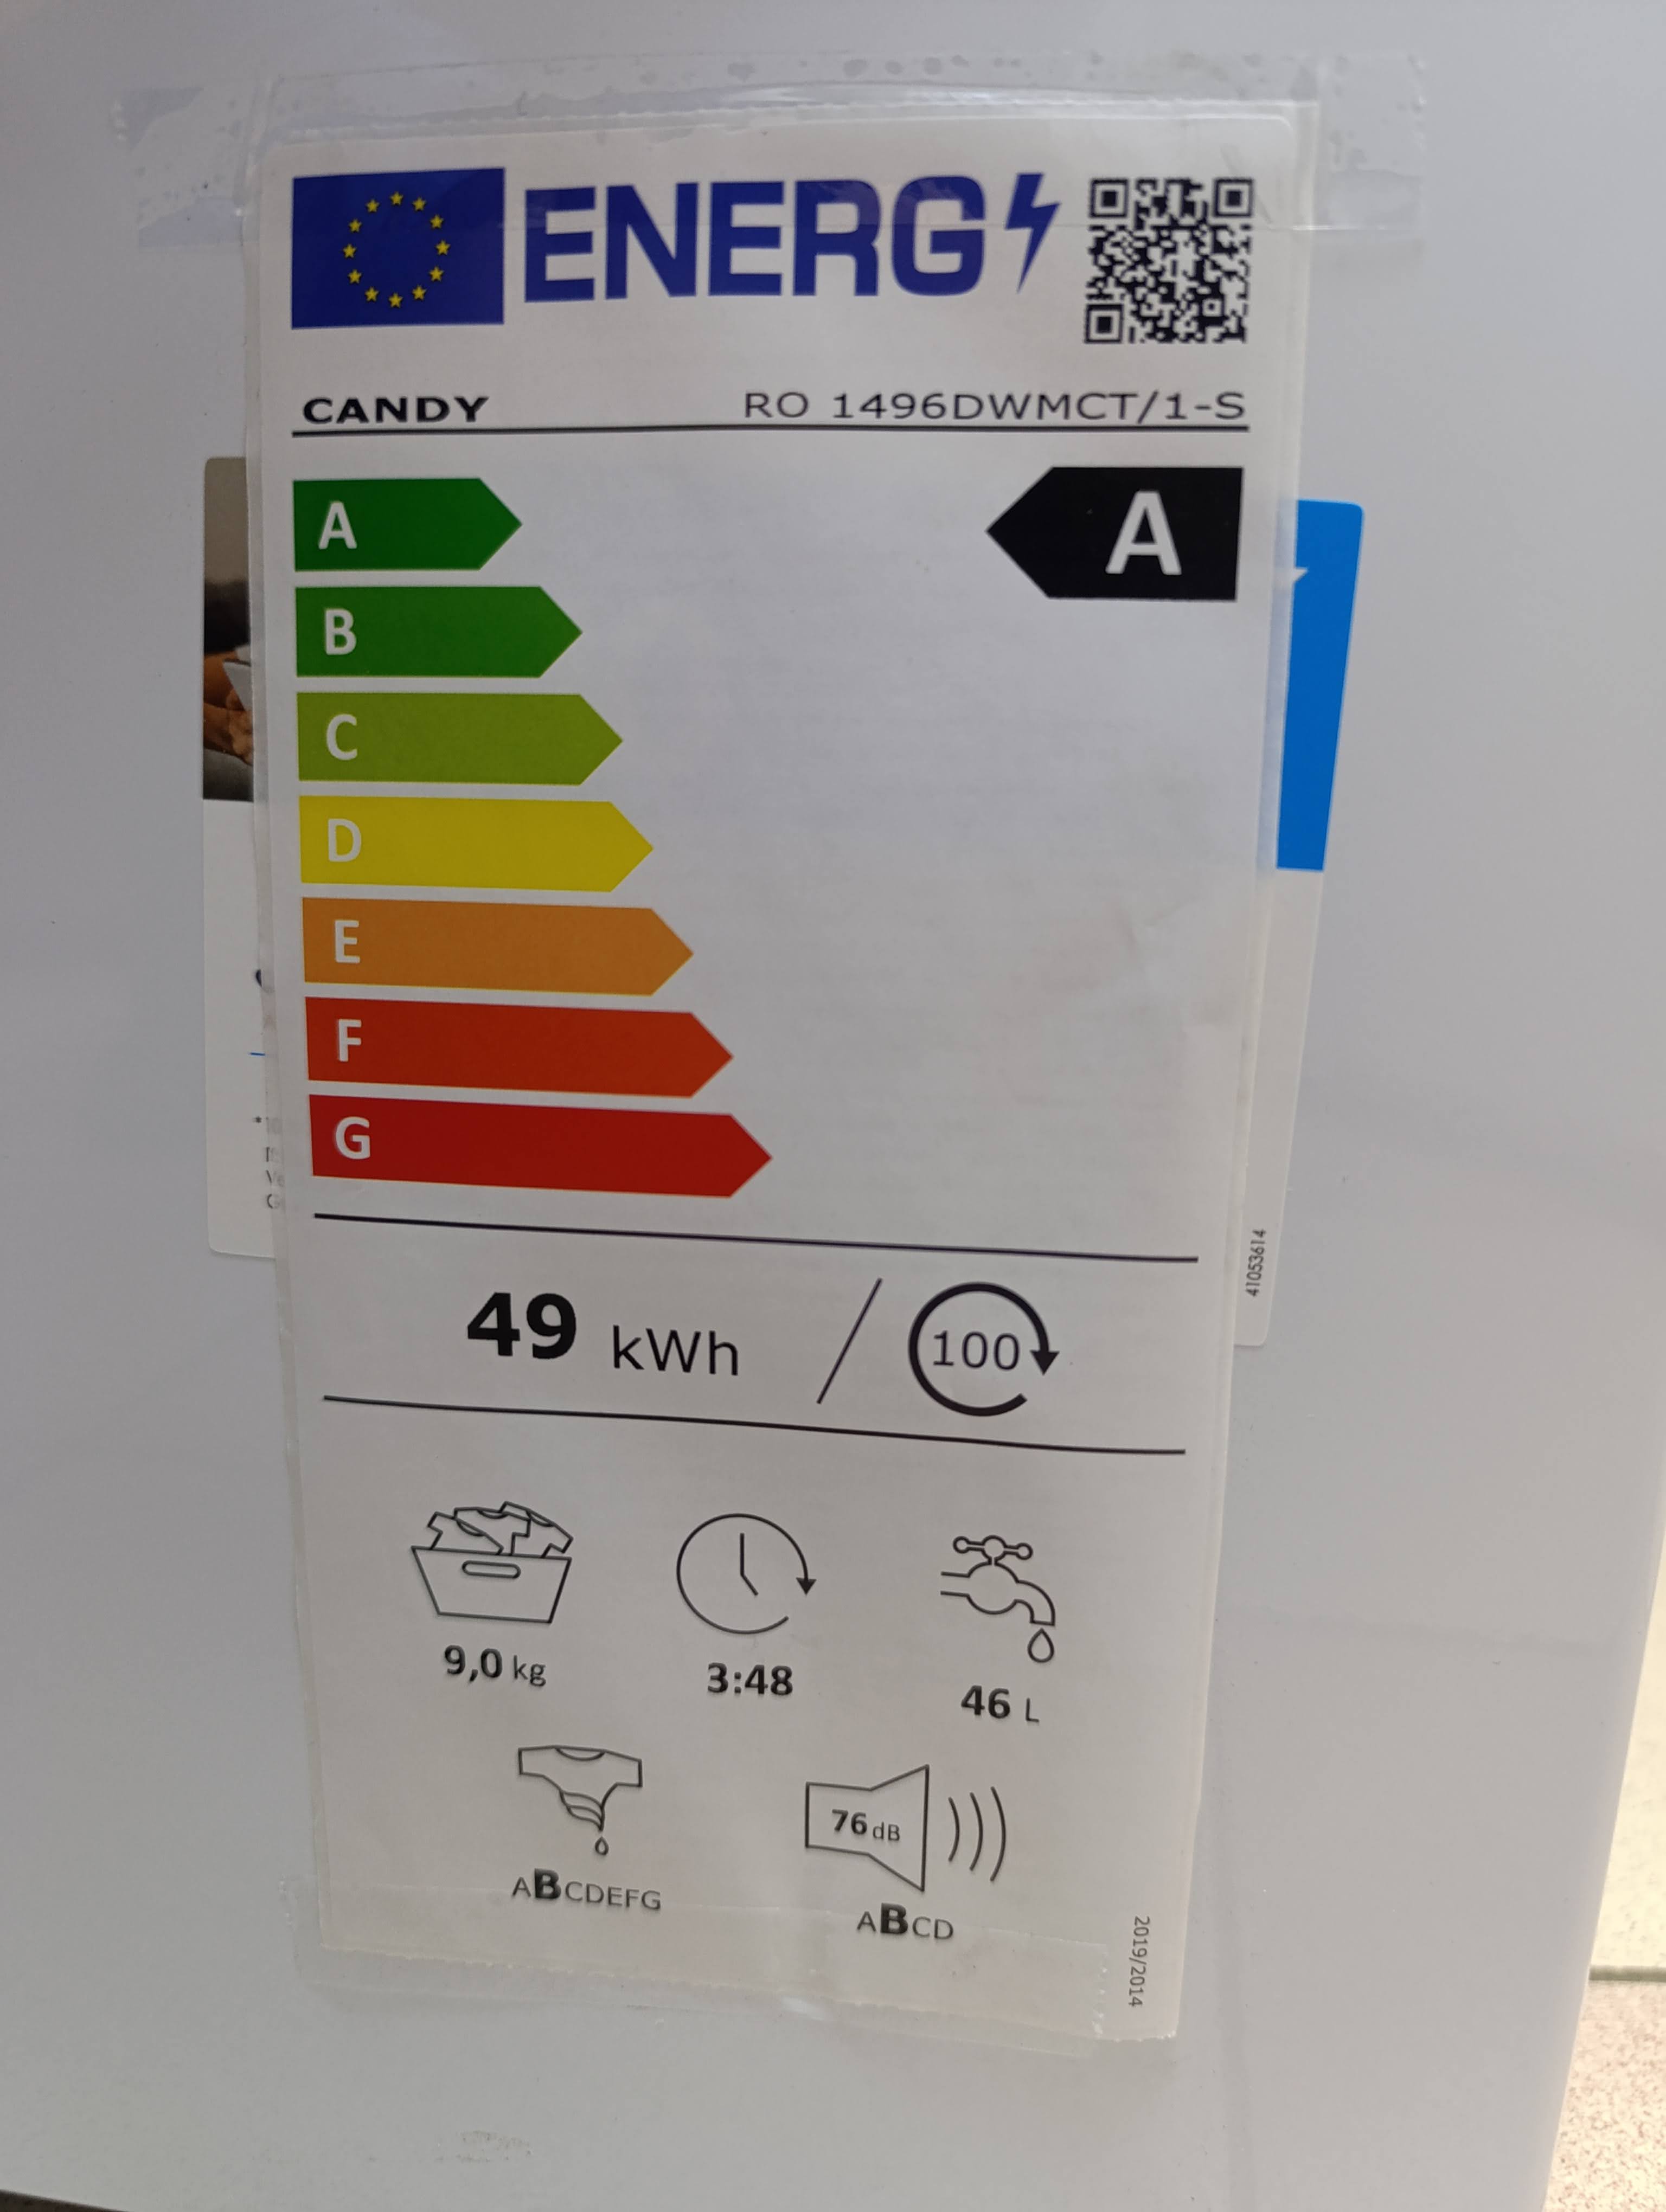 ENERG
CANDY RO 1496DWMCT/1-S
A A
B
C
D
E
F
G
49 kWh / 100
9,0 kg 3:48 46 L
76 dB
ABCDEFG ABCD
2019/2014
41053614